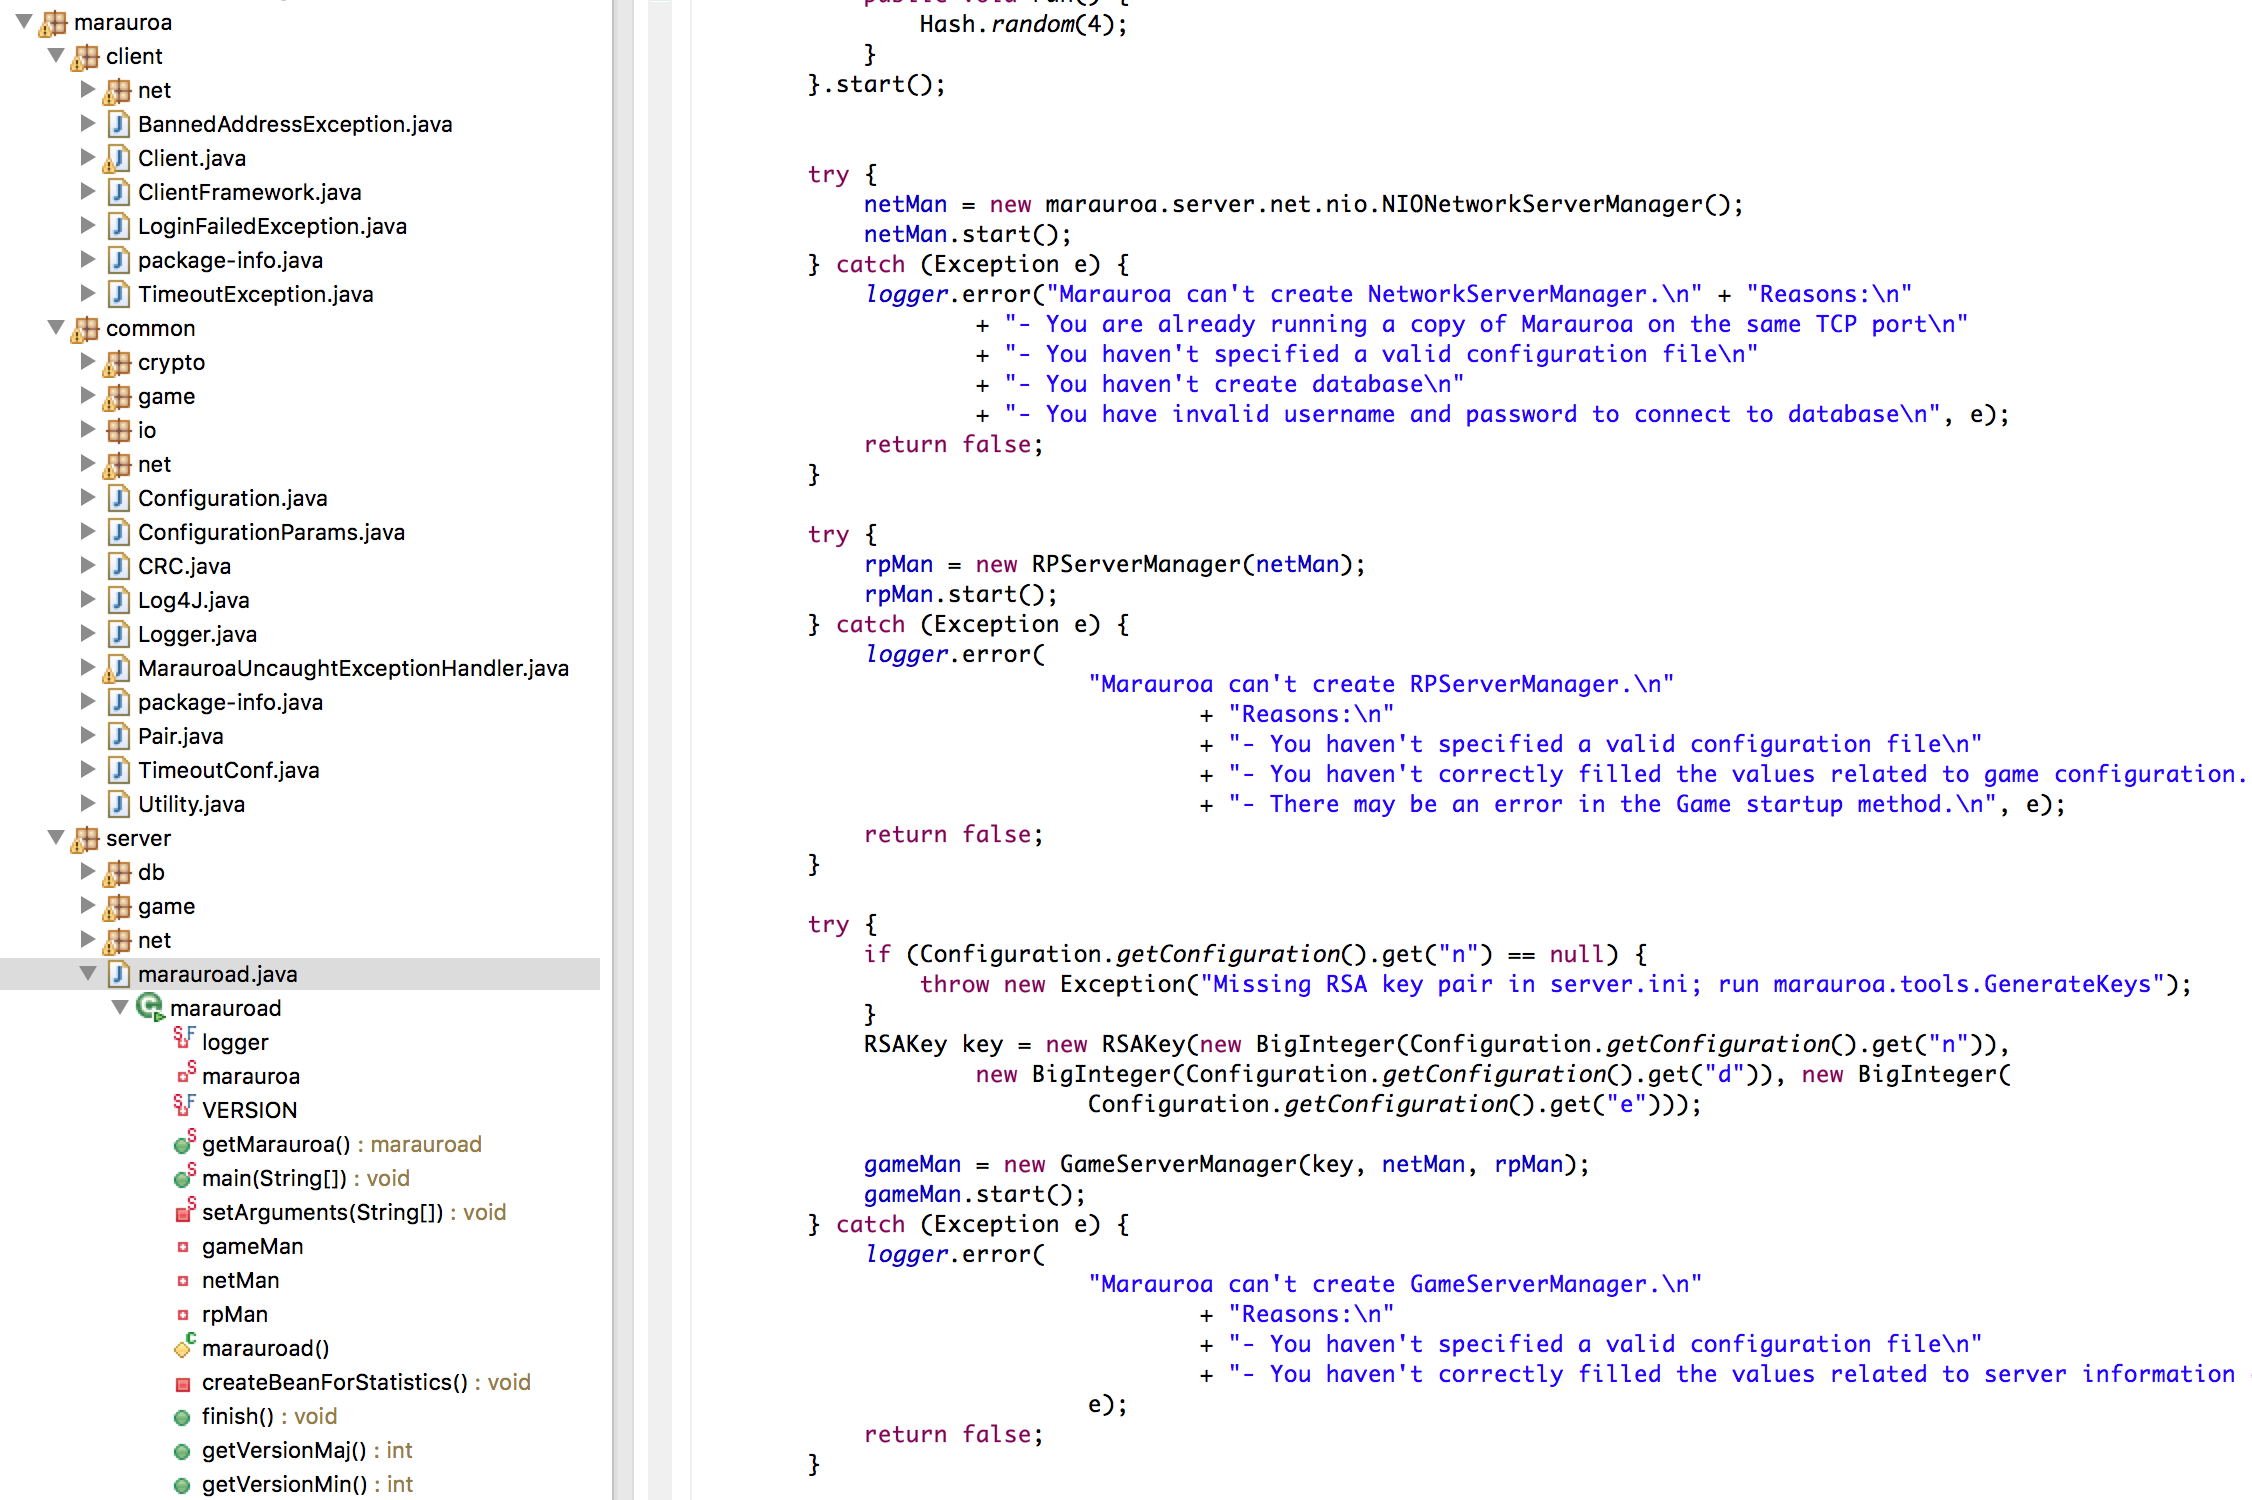 marauroa
client
net
BannedAddressException.java
Client.java
ClientFramework.java
LoginFailedException.java
package-info.java
TimeoutException.java
common
crypto
game
io
net
Configuration.java
ConfigurationParams.java
CRC.java
Log4J.java
Logger.java
MarauroaUncaughtExceptionHandler.java
package-info.java
Pair.java
TimeoutConf.java
Utility.java
server
db
game
net
marauroad.java
marauroad
logger
marauroa
VERSION
getMarauroa() : marauroad
main(String[]) : void
setArguments(String[]) : void
gameMan
netMan
rpMan
marauroad()
createBeanForStatistics() : void
finish() : void
getVersionMaj() : int
getVersionMin() : int
public void run() {
Hash.random(4);
}
}.start();
try {
netMan = new marauroa.server.net.nio.NIONetworkServerManager();
netMan.start();
} catch (Exception e) {
logger.error("Marauroa can't create NetworkServerManager.\n" + "Reasons:\n"
+ "- You are already running a copy of Marauroa on the same TCP port\n"
+ "- You haven't specified a valid configuration file\n"
+ "- You haven't create database\n"
+ "- You have invalid username and password to connect to database\n", e);
return false;
}
try {
rpMan = new RPServerManager(netMan);
rpMan.start();
} catch (Exception e) {
logger.error(
"Marauroa can't create RPServerManager.\n"
+ "Reasons:\n"
+ "- You haven't specified a valid configuration file\n"
+ "- You haven't correctly filled the values related to game configuration.
+ "- There may be an error in the Game startup method.\n", e);
return false;
}
try {
if (Configuration.getConfiguration().get("n") == null) {
throw new Exception("Missing RSA key pair in server.ini; run marauroa.tools.GenerateKeys");
}
RSAKey key = new RSAKey(new BigInteger(Configuration.getConfiguration().get("n")),
new BigInteger(Configuration.getConfiguration().get("d")), new BigInteger(
Configuration.getConfiguration().get("e")));
gameMan = new GameServerManager(key, netMan, rpMan);
gameMan.start();
} catch (Exception e) {
logger.error(
"Marauroa can't create GameServerManager.\n"
+ "Reasons:\n"
+ "- You haven't specified a valid configuration file\n"
+ "- You haven't correctly filled the values related to server information
e);
return false;
}